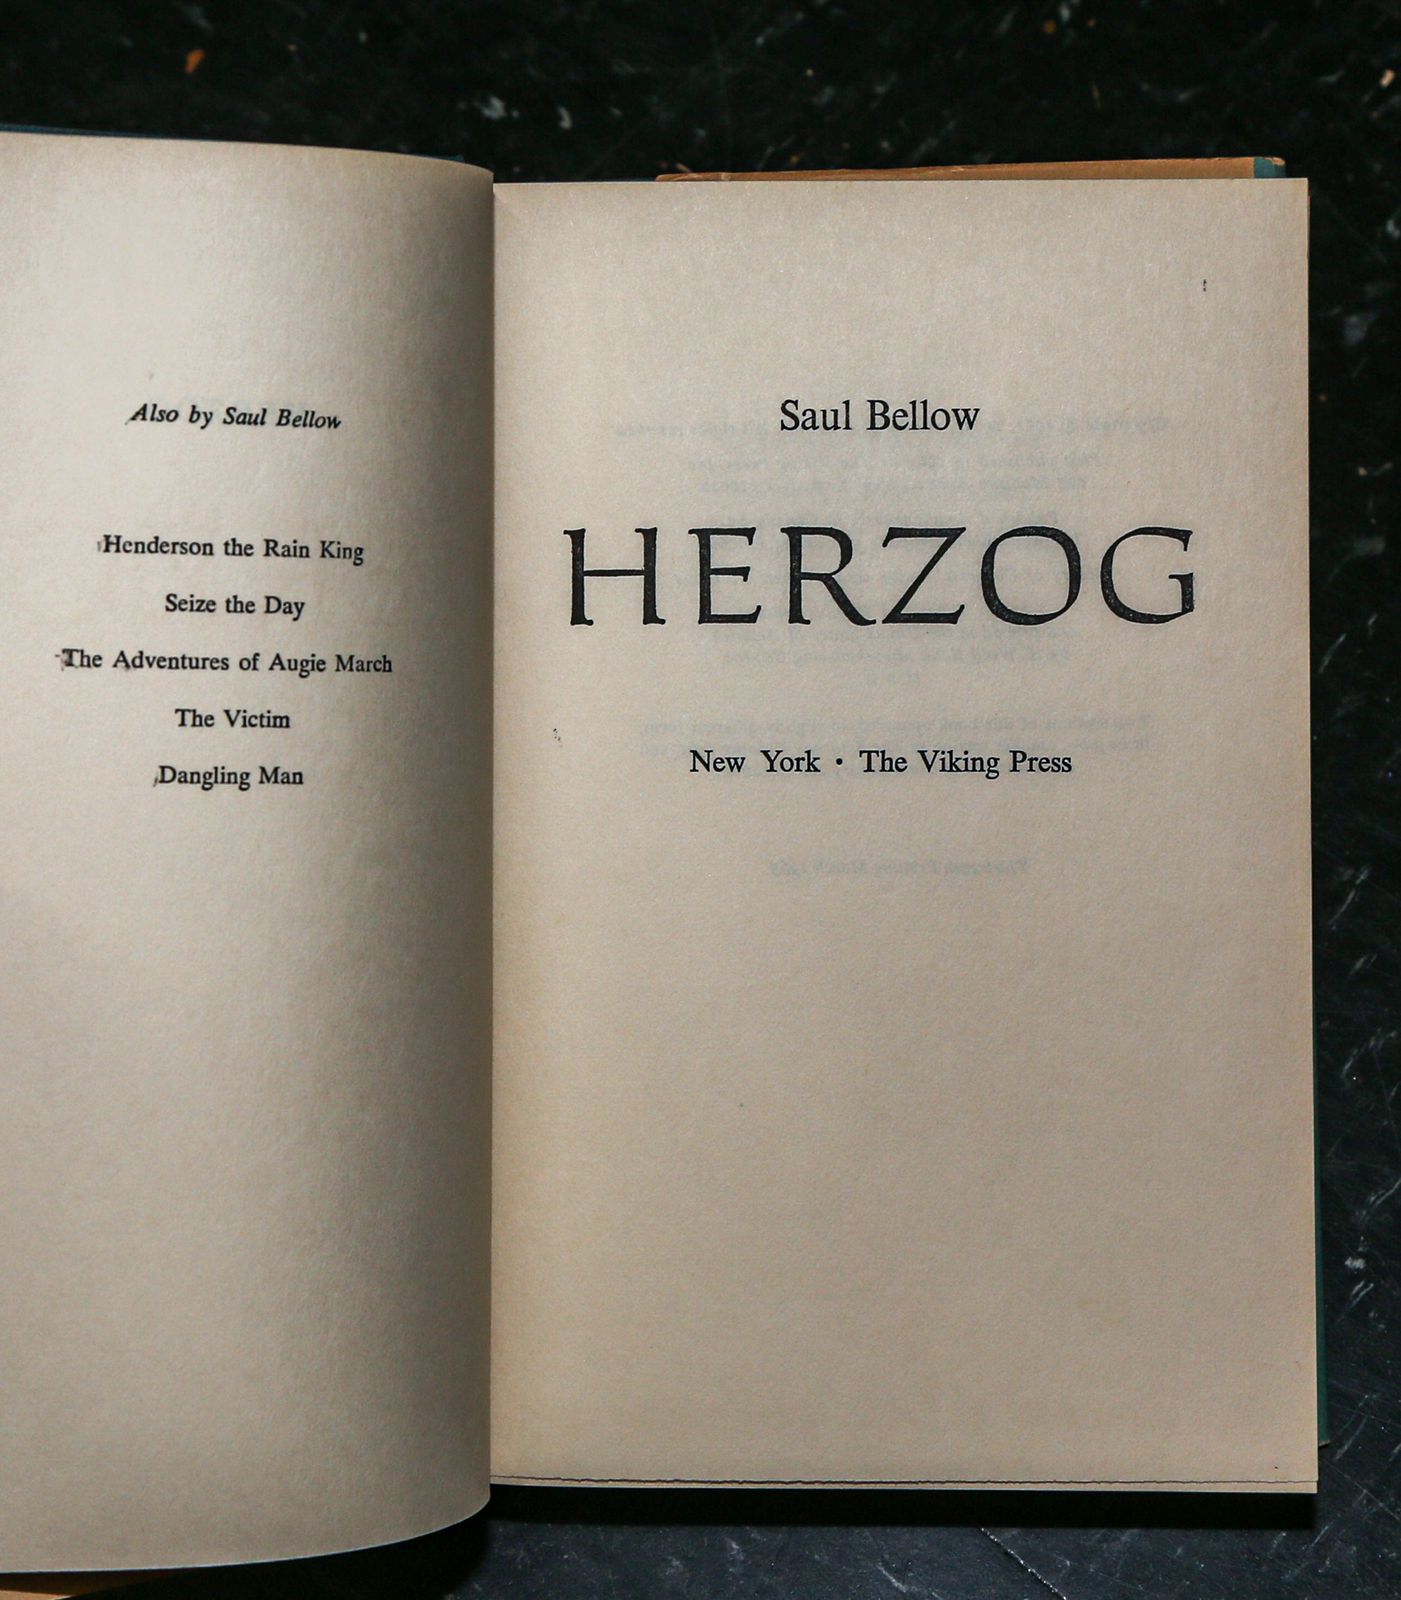 Also by Saul Bellow
Henderson the Rain King
Seize the Day
The Adventures of Augie March
The Victim
Dangling Man
Saul Bellow
HERZOG
New York • The Viking Press